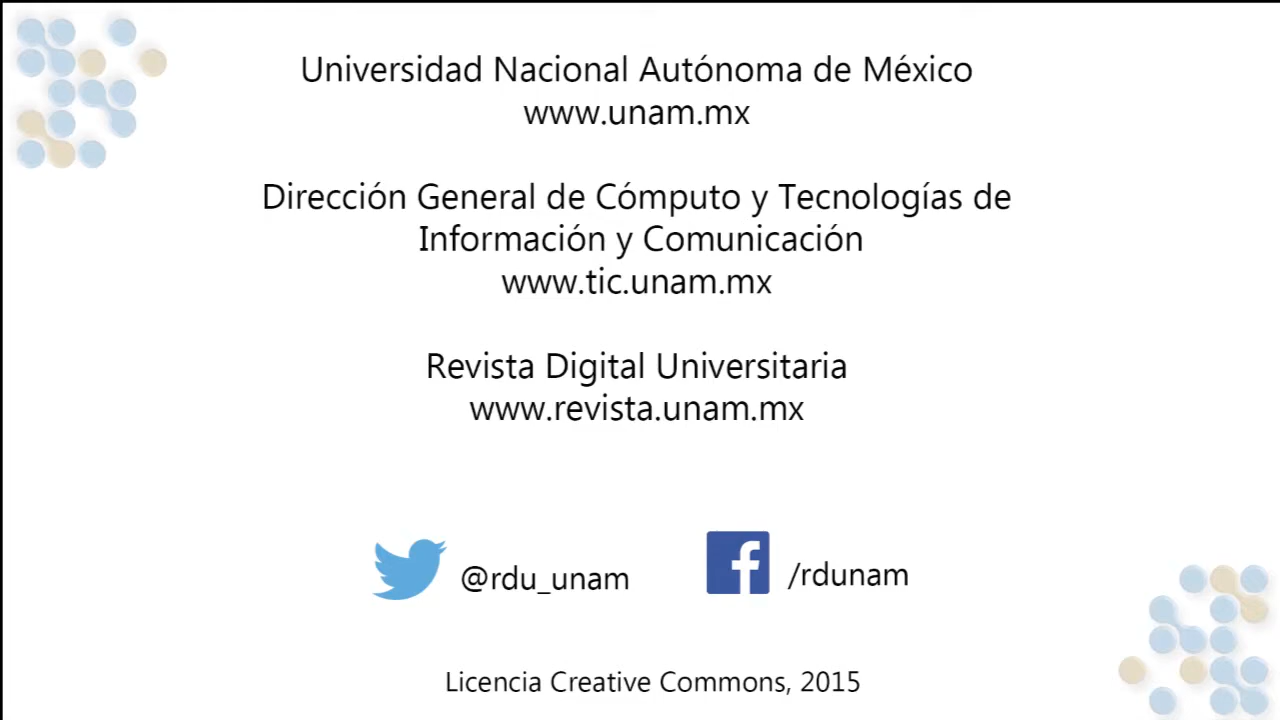 Universidad Nacional Autónoma de México
www.unam.mx
Dirección General de Cómputo y Tecnologías de
Información y Comunicación
www.tic.unam.mx
Revista Digital Universitaria
www.revista.unam.mx
@rdu_unam
/rdunam
Licencia Creative Commons, 2015